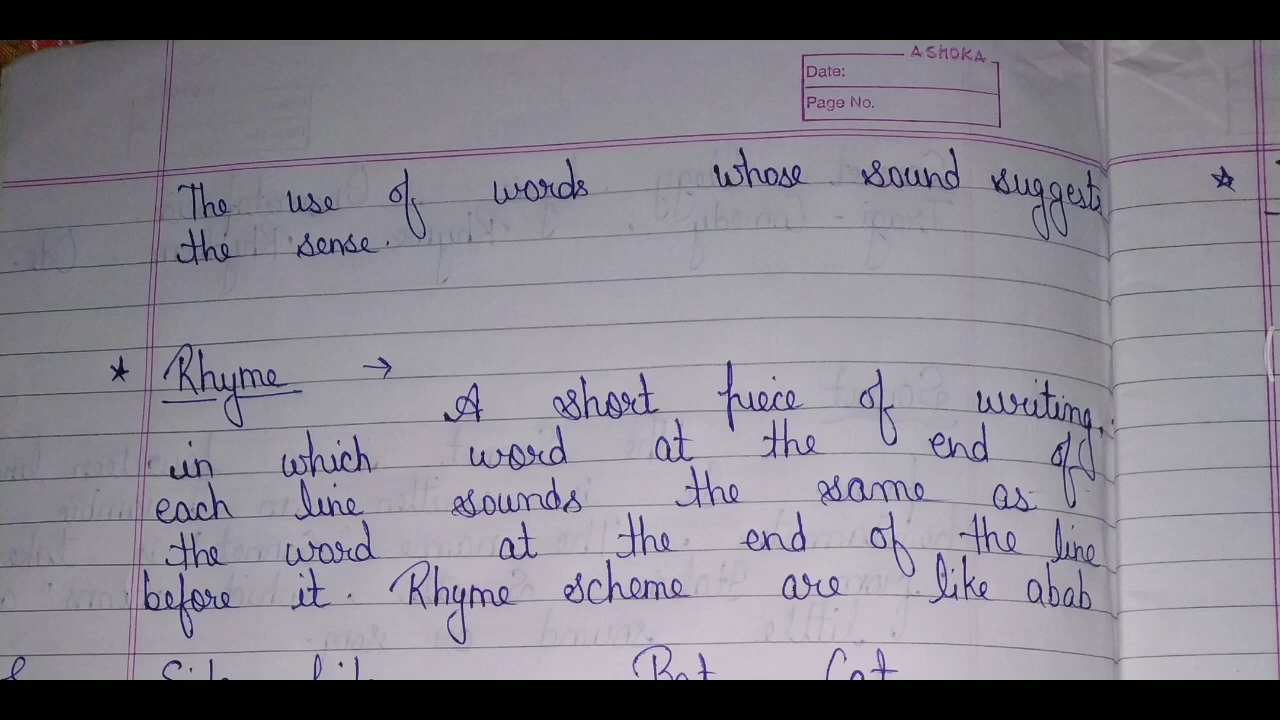 ASHOKA
Date:
Page No.
The use of words whose sound suggests
the sense.
* Rhyme →
A short piece of writing.
in which word at the end of
each line sounds the same as
the word at the end of the line
before it. Rhyme scheme are like abab
Bat Cat